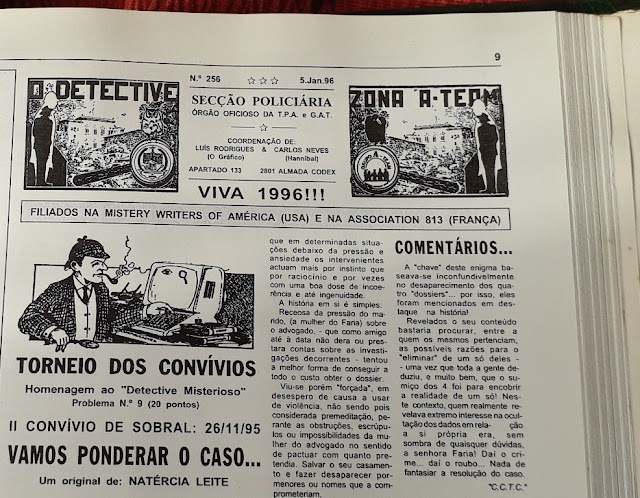 9
O DETECTIVE
N.º 256 ☆☆☆ 5.Jan.96
SECÇÃO POLICIÁRIA
ÓRGÃO OFICIOSO DA T.P.A. e G.A.T.
☆
COORDENAÇÃO DE:
LUÍS RODRIGUES & CARLOS NEVES
(O Gráfico) (Hanníbal)
APARTADO 133 2801 ALMADA CODEX
VIVA 1996!!!
ZONA "A-TEAM
FILIADOS NA MISTERY WRITERS OF AMÉRICA (USA) E NA ASSOCIATION 813 (FRANÇA)
TORNEIO DOS CONVÍVIOS
Homenagem ao "Detective Misterioso"
Problema N.º 9 (20 pontos)
II CONVÍVIO DE SOBRAL: 26/11/95
VAMOS PONDERAR O CASO...
Um original de: NATÉRCIA LEITE
que em determinadas situa-
ções debaixo da pressão e
ansiedade os intervenientes
actuam mais por instinto que
por raciocínio e por vezes
com uma boa dose de incoe-
rência e até ingenuidade.
A história em si é simples:
Receosa da pressão do ma-
rido, (a mulher do Faria) sobre
o advogado, - que como amigo
até à data não dera ou pres-
tara contas sobre as investi-
gações decorrentes - tentou
a melhor forma de conseguir a
todo o custo obter o dossier.
Viu-se porém "forçada", em
desespero de causa a usar
de violência, não sendo pois
considerada premeditação, pe-
rante as obstruções, escrúpu-
los ou impossibilidades da mu-
lher do advogado no sentido
de pactuar com quanto pre-
tendia. Salvar o seu casamen-
to e fazer desaparecer por-
menores ou nomes que a com-
prometeriam.
COMENTÁRIOS...
A "chave" deste enigma ba-
seava-se inconfundivelmente
no desaparecimento dos qua-
tro "dossiers"... por isso, eles
foram mencionados em des-
taque na história!
Revelados o seu conteúdo
bastaria procurar, entre a
quem os mesmos pertenciam,
as possíveis razões para o
"eliminar" de um só deles -
- uma vez que toda a gente de-
duziu, e muito bem, que o su-
miço dos 4 foi para encobrir
a realidade de um só! Nes-
te contexto, quem realmente re-
velava extremo interesse na ocul-
tação dos dados em rela- ção
a si própria era, sem
sombra de quaisquer dúvidas,
a senhora Faria! Daí o cri-
me... daí o roubo... Nada de
fantasiar a resolução do caso.
"C.C.T.C."